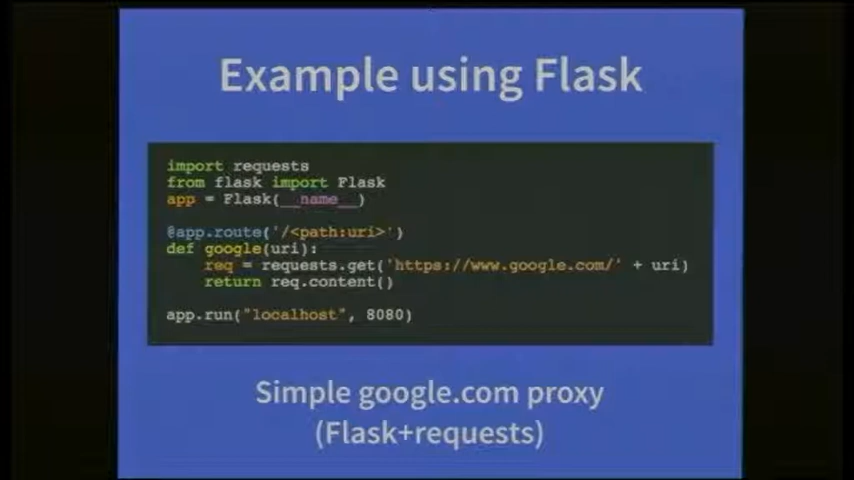 Example using Flask
import requests
from flask import Flask
app = Flask(__name__)
@app.route('/<path:uri>')
def google(uri):
req = requests.get('https://www.google.com/' + uri)
return req.content()
app.run("localhost", 8080)
Simple google.com proxy
(Flask+requests)